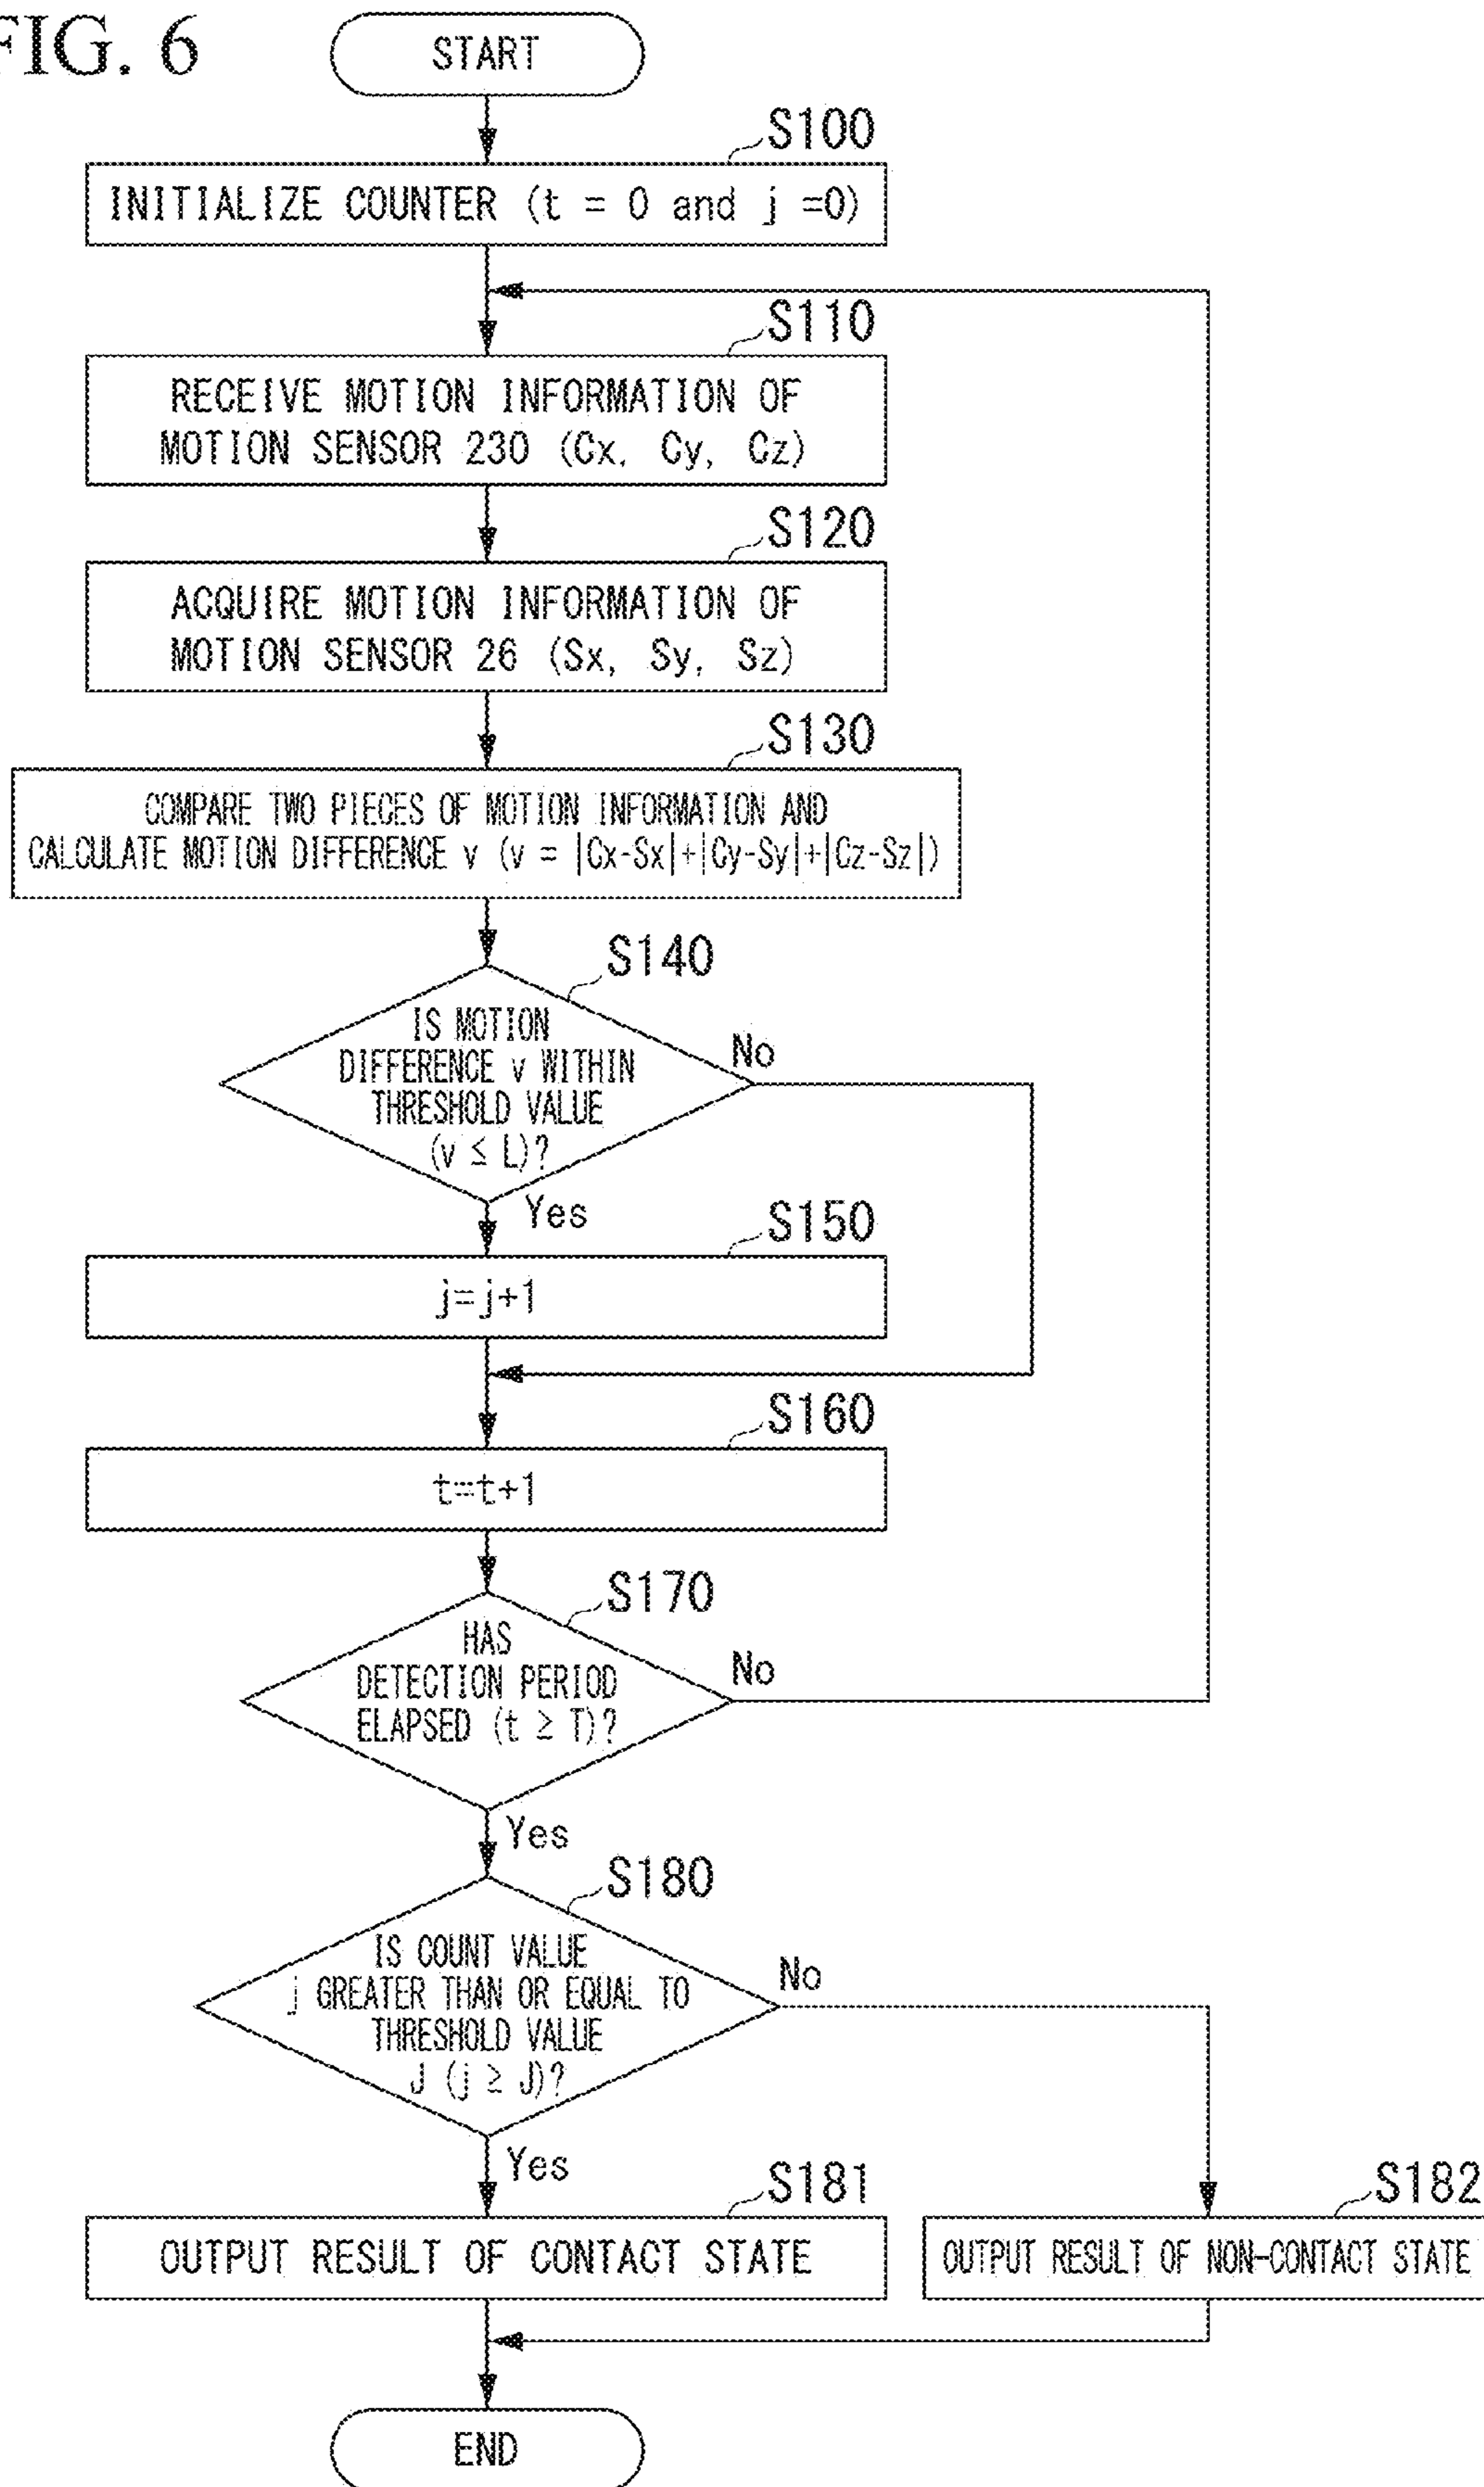 FIG. 6
START
S100
INITIALIZE COUNTER (t = 0 and j =0)
S110
RECEIVE MOTION INFORMATION OF
MOTION SENSOR 230 (Cx, Cy, Cz)
S120
ACQUIRE MOTION INFORMATION OF
MOTION SENSOR 26 (Sx, Sy, Sz)
S130
COMPARE TWO PIECES OF MOTION INFORMATION AND
CALCULATE MOTION DIFFERENCE v (v = |Cx-Sx|+|Cy-Sy|+|Cz-Sz|)
S140
IS MOTION
DIFFERENCE v WITHIN
THRESHOLD VALUE
(v ≤ L)?
No
Yes
S150
j=j+1
S160
t=t+1
S170
HAS
DETECTION PERIOD
ELAPSED (t ≥ T)?
No
Yes
S180
IS COUNT VALUE
j GREATER THAN OR EQUAL TO
THRESHOLD VALUE
J (j ≥ J)?
No
Yes
S181
OUTPUT RESULT OF CONTACT STATE
S182
OUTPUT RESULT OF NON-CONTACT STATE
END